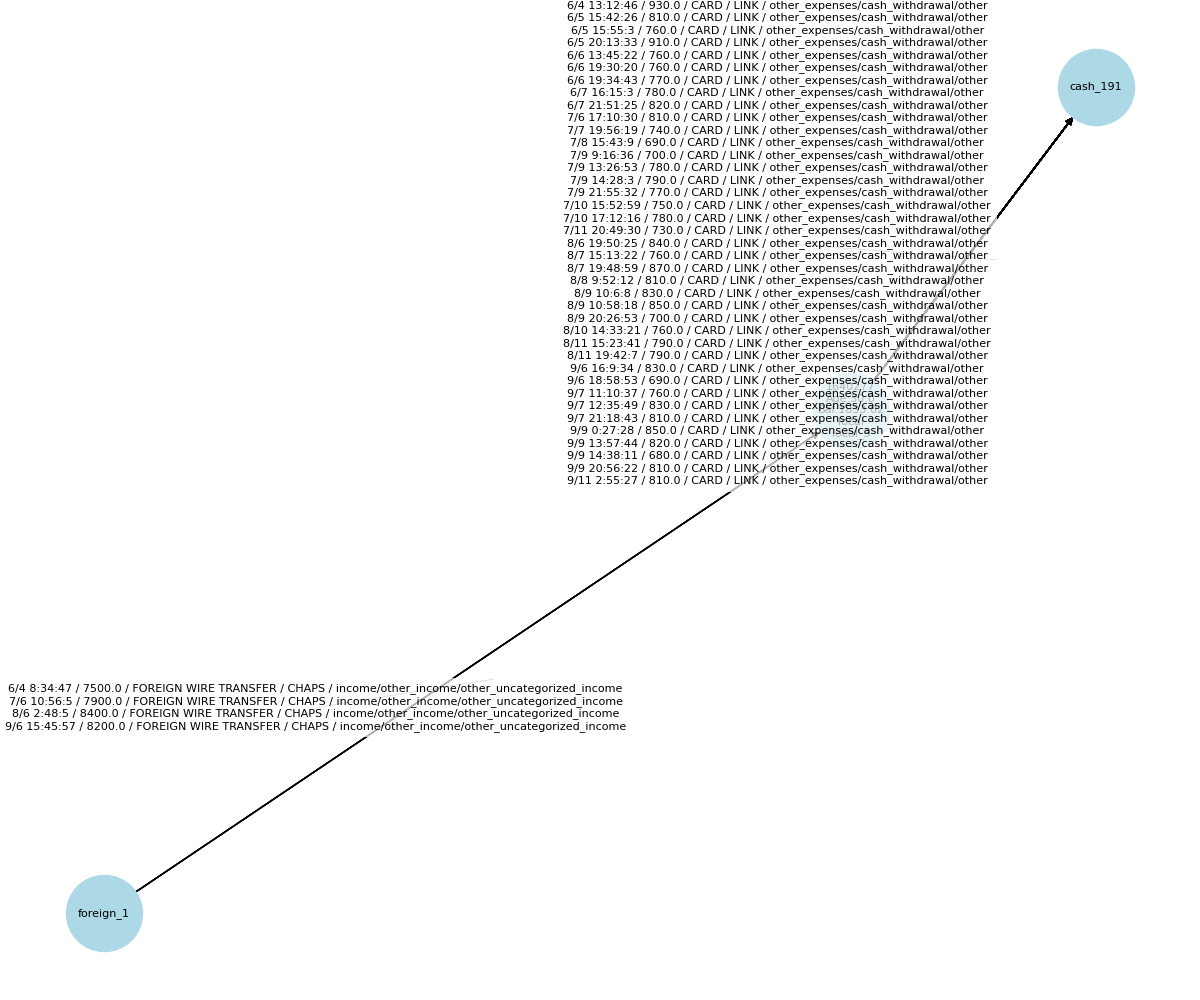 6/4 13:12:46 / 930.0 / CARD / LINK / other_expenses/cash_withdrawal/other
6/5 15:42:26 / 810.0 / CARD / LINK / other_expenses/cash_withdrawal/other
6/5 15:55:3 / 760.0 / CARD / LINK / other_expenses/cash_withdrawal/other
6/5 20:13:33 / 910.0 / CARD / LINK / other_expenses/cash_withdrawal/other
6/6 13:45:22 / 760.0 / CARD / LINK / other_expenses/cash_withdrawal/other
6/6 19:30:20 / 760.0 / CARD / LINK / other_expenses/cash_withdrawal/other
6/6 19:34:43 / 770.0 / CARD / LINK / other_expenses/cash_withdrawal/other
6/7 16:15:3 / 780.0 / CARD / LINK / other_expenses/cash_withdrawal/other
6/7 21:51:25 / 820.0 / CARD / LINK / other_expenses/cash_withdrawal/other
7/6 17:10:30 / 810.0 / CARD / LINK / other_expenses/cash_withdrawal/other
7/7 19:56:19 / 740.0 / CARD / LINK / other_expenses/cash_withdrawal/other
7/8 15:43:9 / 690.0 / CARD / LINK / other_expenses/cash_withdrawal/other
7/9 9:16:36 / 700.0 / CARD / LINK / other_expenses/cash_withdrawal/other
7/9 13:26:53 / 780.0 / CARD / LINK / other_expenses/cash_withdrawal/other
7/9 14:28:3 / 790.0 / CARD / LINK / other_expenses/cash_withdrawal/other
7/9 21:55:32 / 770.0 / CARD / LINK / other_expenses/cash_withdrawal/other
7/10 15:52:59 / 750.0 / CARD / LINK / other_expenses/cash_withdrawal/other
7/10 17:12:16 / 780.0 / CARD / LINK / other_expenses/cash_withdrawal/other
7/11 20:49:30 / 730.0 / CARD / LINK / other_expenses/cash_withdrawal/other
8/6 19:50:25 / 840.0 / CARD / LINK / other_expenses/cash_withdrawal/other
8/7 15:13:22 / 760.0 / CARD / LINK / other_expenses/cash_withdrawal/other
8/7 19:48:59 / 870.0 / CARD / LINK / other_expenses/cash_withdrawal/other
8/8 9:52:12 / 810.0 / CARD / LINK / other_expenses/cash_withdrawal/other
8/9 10:6:8 / 830.0 / CARD / LINK / other_expenses/cash_withdrawal/other
8/9 10:58:18 / 850.0 / CARD / LINK / other_expenses/cash_withdrawal/other
8/9 20:26:53 / 700.0 / CARD / LINK / other_expenses/cash_withdrawal/other
8/10 14:33:21 / 760.0 / CARD / LINK / other_expenses/cash_withdrawal/other
8/11 15:23:41 / 790.0 / CARD / LINK / other_expenses/cash_withdrawal/other
8/11 19:42:7 / 790.0 / CARD / LINK / other_expenses/cash_withdrawal/other
9/6 16:9:34 / 830.0 / CARD / LINK / other_expenses/cash_withdrawal/other
9/6 18:58:53 / 690.0 / CARD / LINK / other_expenses/cash_withdrawal/other
9/7 11:10:37 / 760.0 / CARD / LINK / other_expenses/cash_withdrawal/other
9/7 12:35:49 / 830.0 / CARD / LINK / other_expenses/cash_withdrawal/other
9/7 21:18:43 / 810.0 / CARD / LINK / other_expenses/cash_withdrawal/other
9/9 0:27:28 / 850.0 / CARD / LINK / other_expenses/cash_withdrawal/other
9/9 13:57:44 / 820.0 / CARD / LINK / other_expenses/cash_withdrawal/other
9/9 14:38:11 / 680.0 / CARD / LINK / other_expenses/cash_withdrawal/other
9/9 20:56:22 / 810.0 / CARD / LINK / other_expenses/cash_withdrawal/other
9/11 2:55:27 / 810.0 / CARD / LINK / other_expenses/cash_withdrawal/other
cash_191
6/4 8:34:47 / 7500.0 / FOREIGN WIRE TRANSFER / CHAPS / income/other_income/other_uncategorized_income
7/6 10:56:5 / 7900.0 / FOREIGN WIRE TRANSFER / CHAPS / income/other_income/other_uncategorized_income
8/6 2:48:5 / 8400.0 / FOREIGN WIRE TRANSFER / CHAPS / income/other_income/other_uncategorized_income
9/6 15:45:57 / 8200.0 / FOREIGN WIRE TRANSFER / CHAPS / income/other_income/other_uncategorized_income
foreign_1